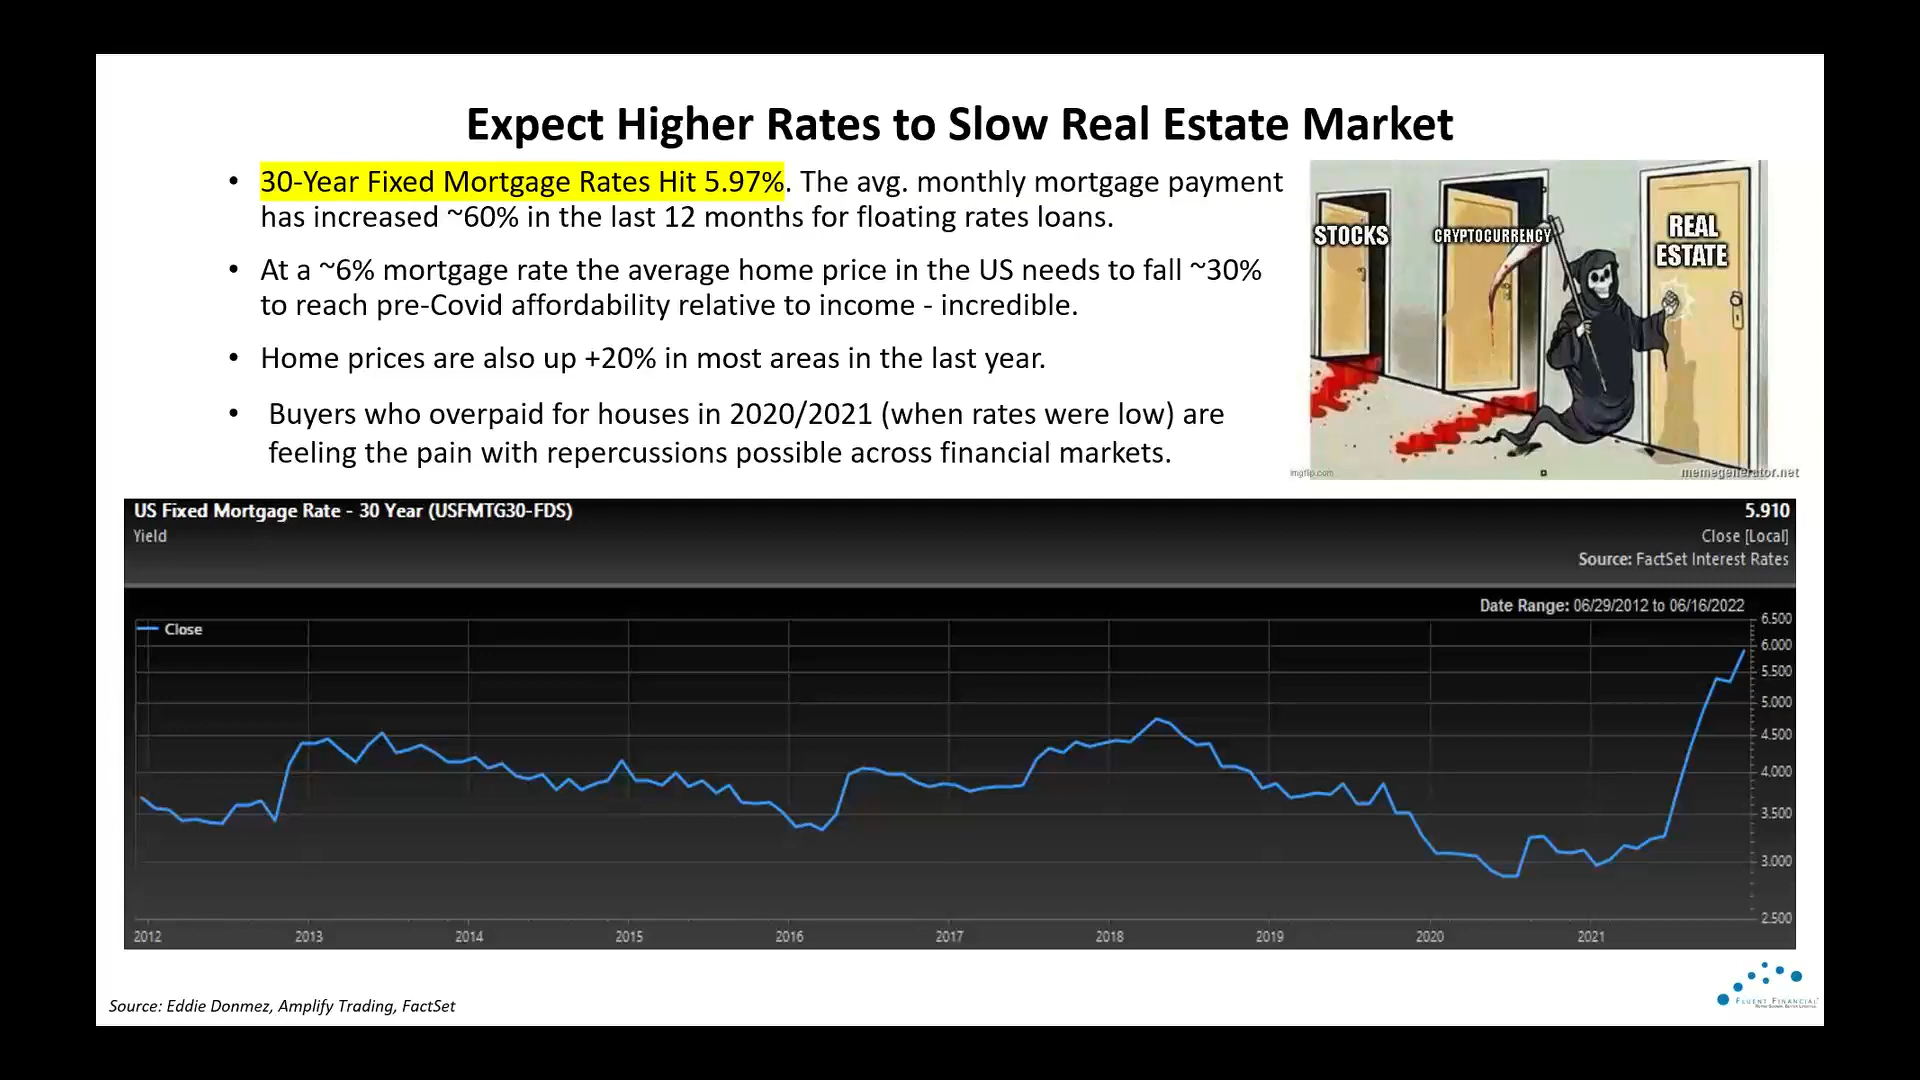 Expect Higher Rates to Slow Real Estate Market
• 30-Year Fixed Mortgage Rates Hit 5.97%. The avg. monthly mortgage payment
has increased ~60% in the last 12 months for floating rates loans.
• At a ~6% mortgage rate the average home price in the US needs to fall ~30%
to reach pre-Covid affordability relative to income - incredible.
• Home prices are also up +20% in most areas in the last year.
• Buyers who overpaid for houses in 2020/2021 (when rates were low) are
feeling the pain with repercussions possible across financial markets.
STOCKS
CRYPTOCURRENCY
REAL
ESTATE
imgflip.com
memegenerator.net
US Fixed Mortgage Rate - 30 Year (USFMTG30-FDS)
5.910
Yield
Close [Local]
Source: FactSet Interest Rates
Date Range: 06/29/2012 to 06/16/2022
Close
6.500
6.000
5.500
5.000
4.500
4.000
3.500
3.000
2.500
2012 2013 2014 2015 2016 2017 2018 2019 2020 2021
FLUENT FINANCIAL
Source: Eddie Donmez, Amplify Trading, FactSet